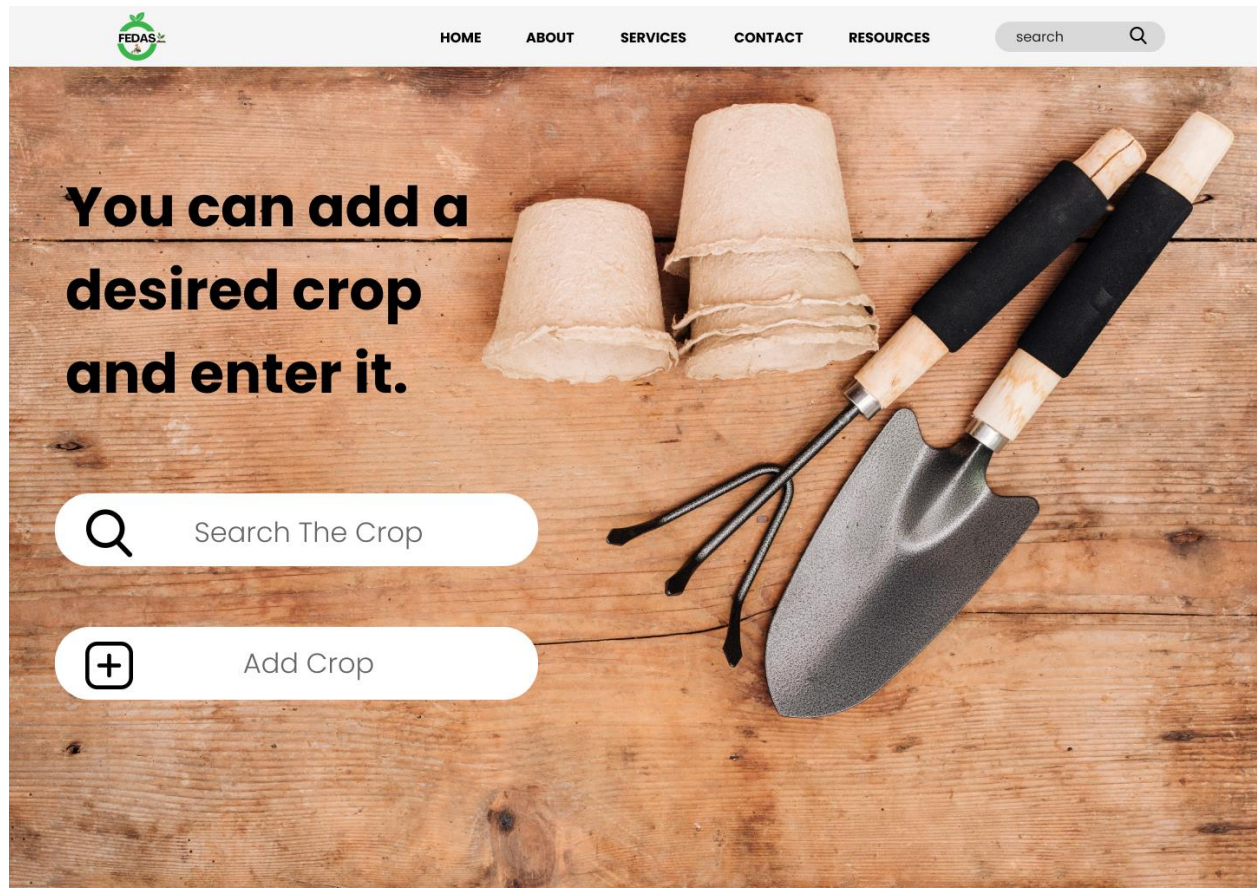 FEDAS
HOME ABOUT SERVICES CONTACT RESOURCES search
You can add a
desired crop
and enter it.
Search The Crop
Add Crop